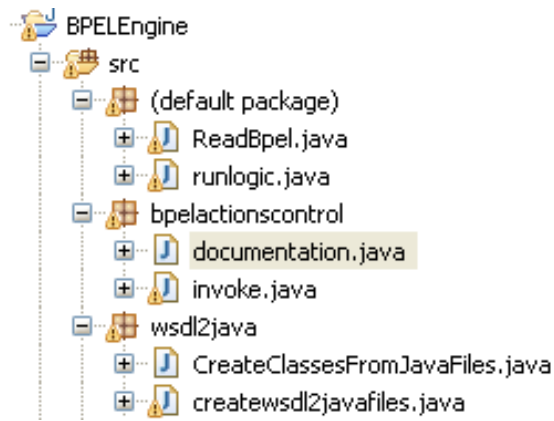 BPELEngine
src
(default package)
ReadBpel.java
runlogic.java
bpelactionscontrol
documentation.java
invoke.java
wsdl2java
CreateClassesFromJavaFiles.java
createwsdl2javafiles.java